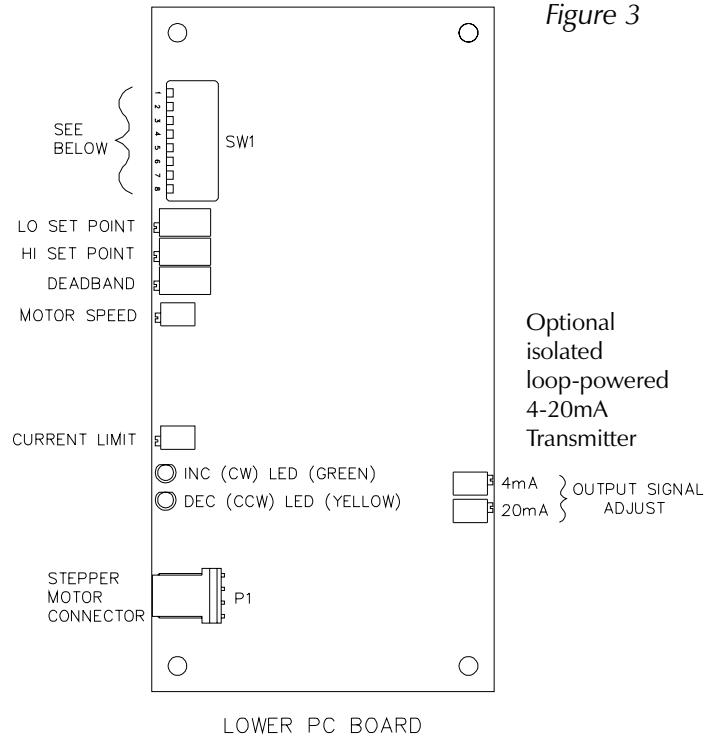 Figure 3
1
2
3
4
5
6
7
8
SEE
BELOW
SW1
LO SET POINT
HI SET POINT
DEADBAND
MOTOR SPEED
Optional
isolated
loop-powered
4-20mA
Transmitter
CURRENT LIMIT
INC (CW) LED (GREEN)
DEC (CCW) LED (YELLOW)
4mA
20mA
OUTPUT SIGNAL
ADJUST
STEPPER
MOTOR
CONNECTOR
P1
LOWER PC BOARD